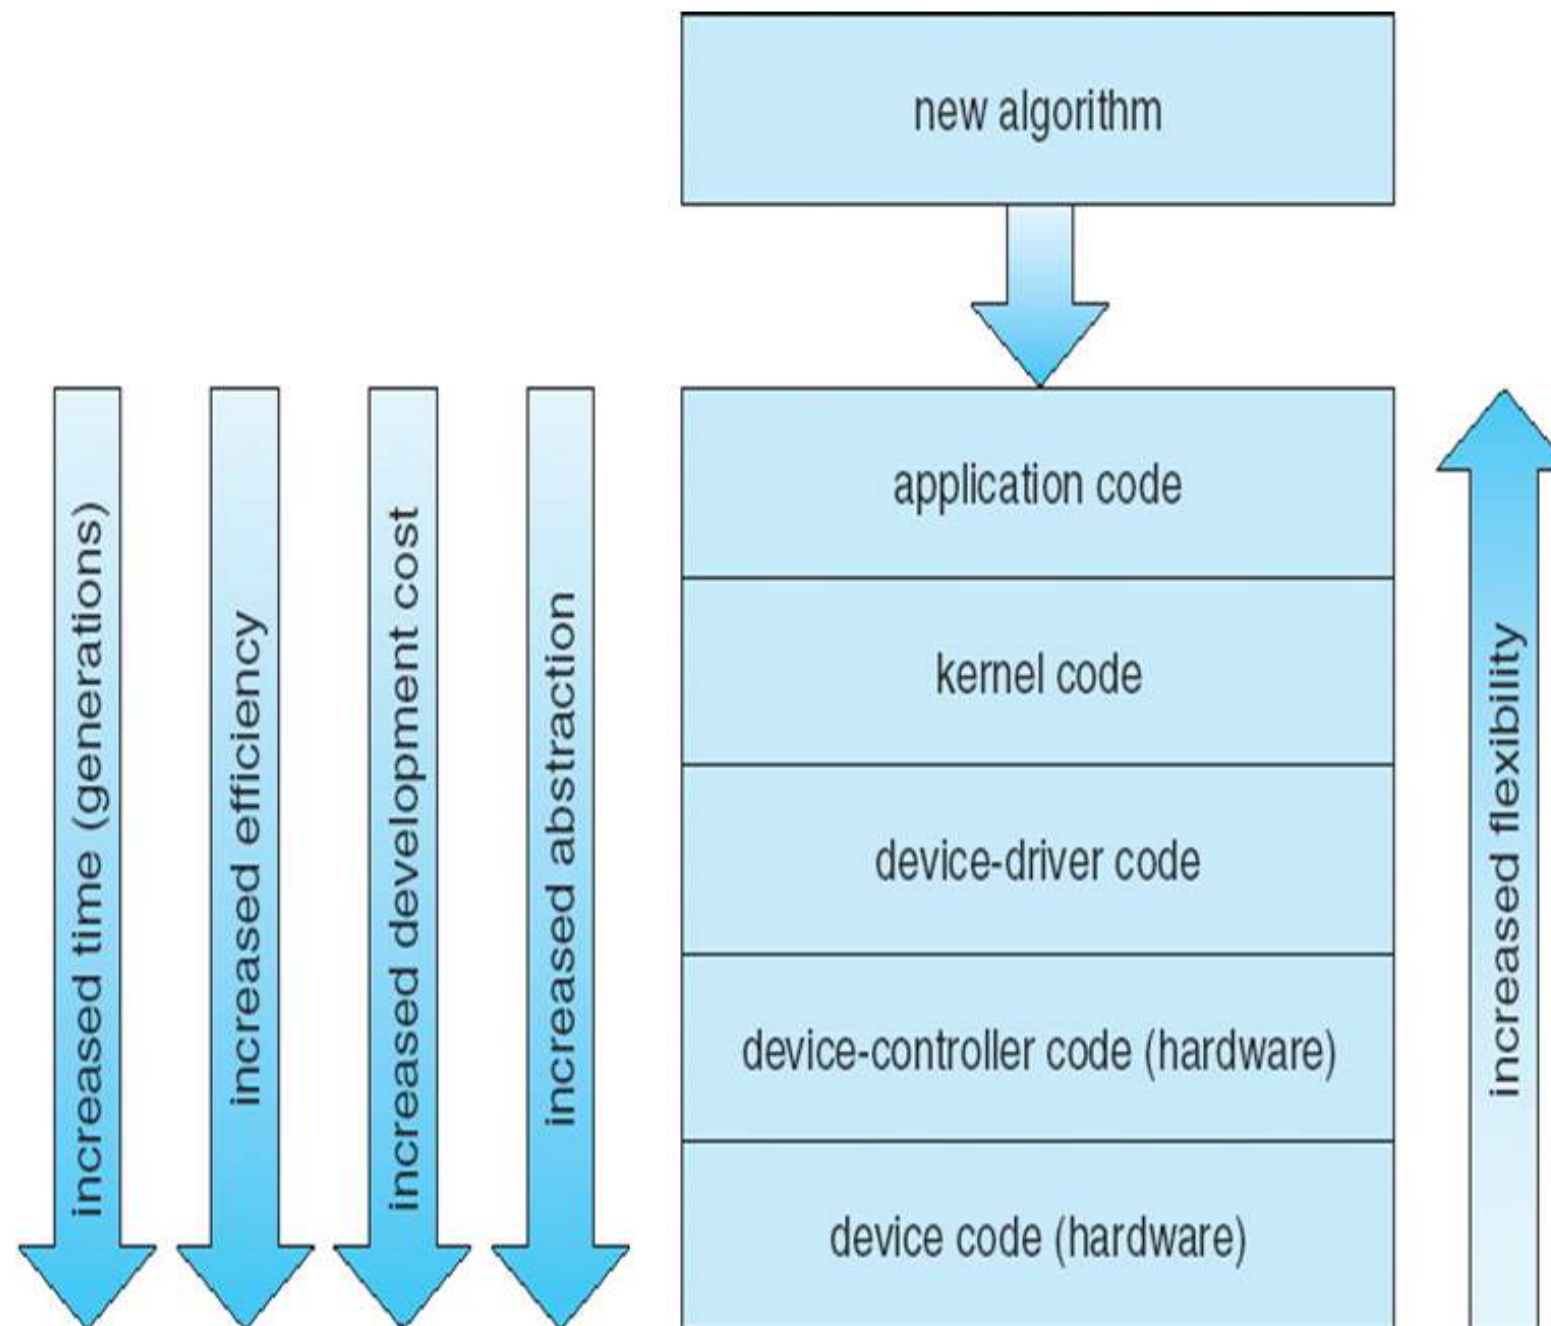 new algorithm
application code
kernel code
device-driver code
device-controller code (hardware)
device code (hardware)
increased time (generations)
increased efficiency
increased development cost
increased abstraction
increased flexibility